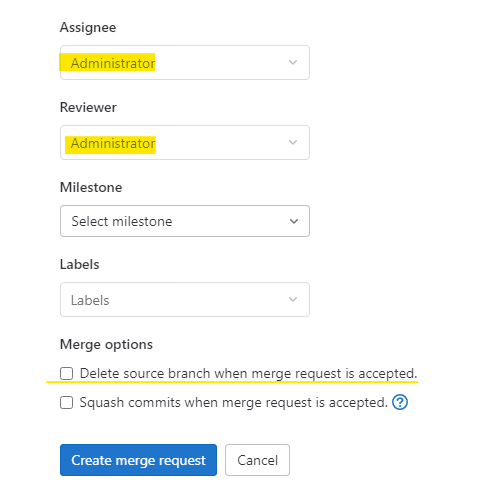 Assignee
Administrator
Reviewer
Administrator
Milestone
Select milestone
Labels
Labels
Merge options
Delete source branch when merge request is accepted.
Squash commits when merge request is accepted. ?
Create merge request Cancel